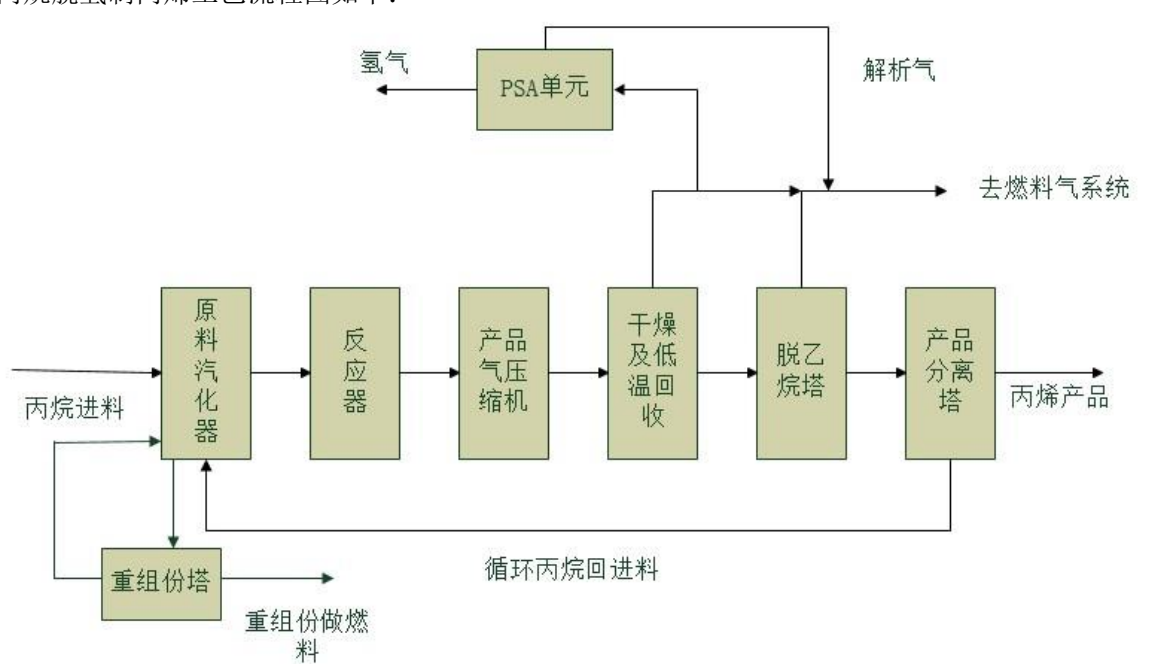 氢气
PSA单元
解析气
去燃料气系统
原
料
汽
化
器
反
应
器
产品
气压
缩机
干燥
及低
温回
收
脱乙
烷塔
产品
分离
塔
丙烷进料
丙烯产品
循环丙烷回进料
重组份塔
重组份做燃
料